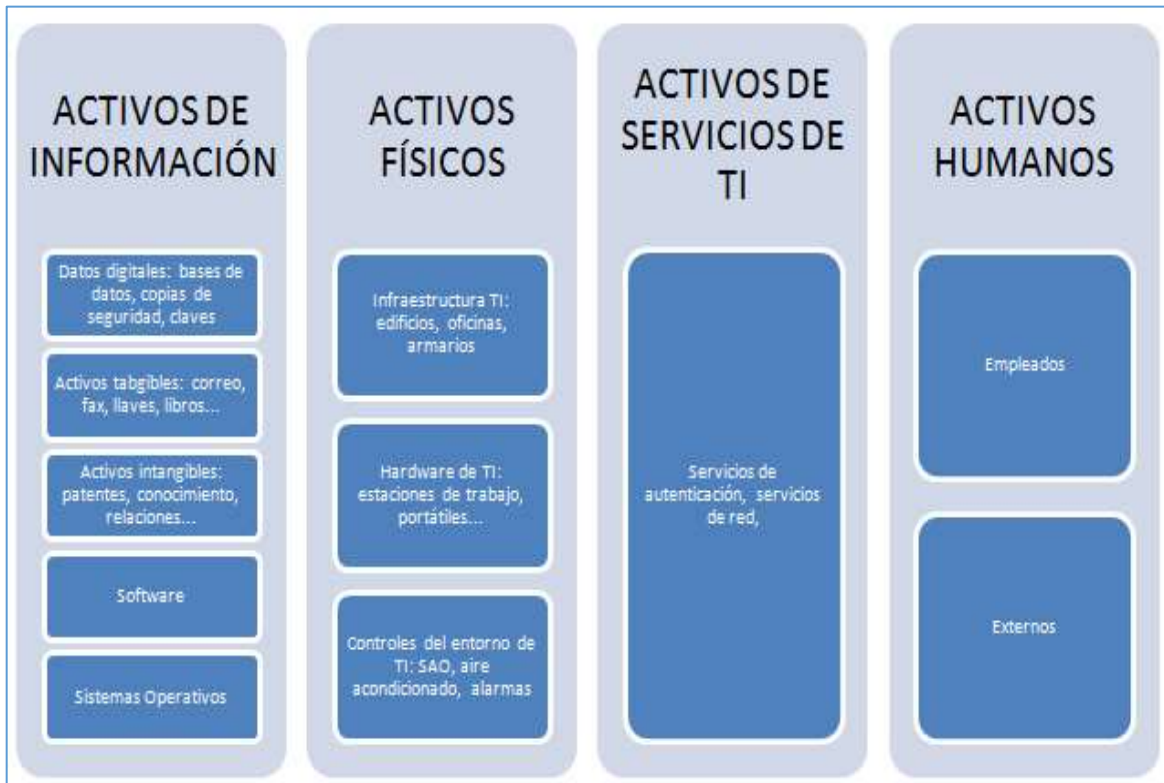 ACTIVOS DE
INFORMACIÓN
Datos digitales: bases de
datos, copias de
seguridad, claves
Activos tabgibles: correo,
fax, llaves, libros...
Activos intangibles:
patentes, conocimiento,
relaciones...
Software
Sistemas Operativos
ACTIVOS
FÍSICOS
Infraestructura TI:
edificios, oficinas,
armarios
Hardware de TI:
estaciones de trabajo,
portátiles...
Controles del entorno de
TI: SAO, aire
acondicionado, alarmas
ACTIVOS DE
SERVICIOS DE
TI
Servicios de
autenticación, servicios
de red,
ACTIVOS
HUMANOS
Empleados
Externos